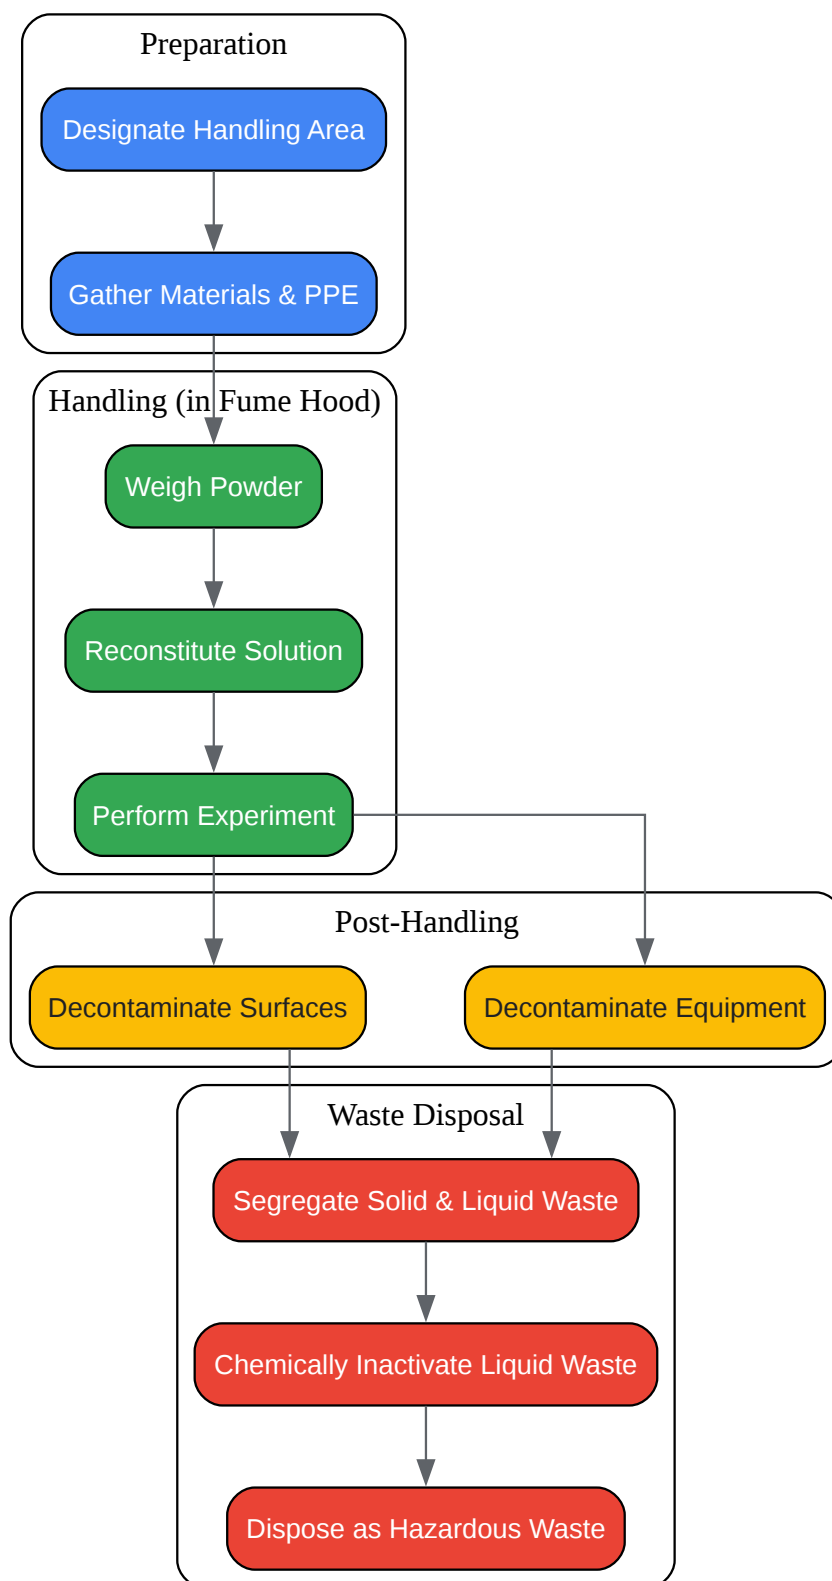 Preparation
Designate Handling Area
Gather Materials & PPE
Handling (in Fume Hood)
Weigh Powder
Reconstitute Solution
Perform Experiment
Post-Handling
Decontaminate Surfaces
Decontaminate Equipment
Waste Disposal
Segregate Solid & Liquid Waste
Chemically Inactivate Liquid Waste
Dispose as Hazardous Waste